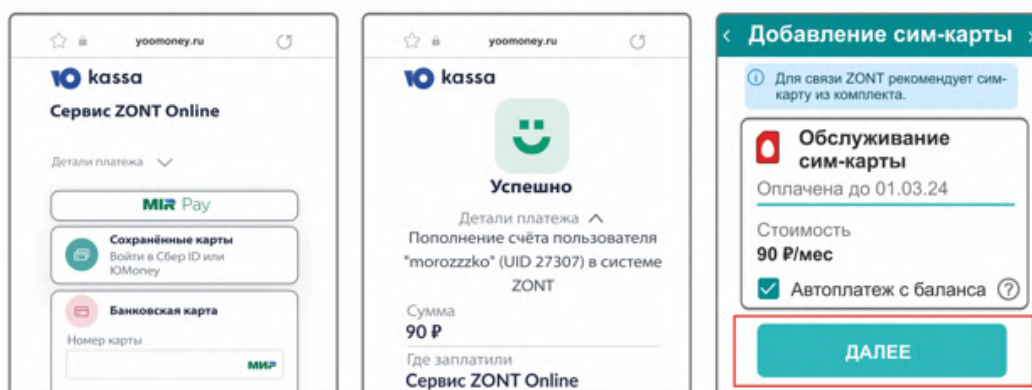 yoomoney.ru
Ю kassa
Сервис ZONT Online
Детали платежа
MIR Pay
Сохранённые карты
Войти в Сбер ID или
ЮMoney
Банковская карта
Номер карты
МИР
yoomoney.ru
Ю kassa
Успешно
Детали платежа
Пополнение счёта пользователя
"morozzzko" (UID 27307) в системе
ZONT
Сумма
90 ₽
Где заплатили
Сервис ZONT Online
Добавление сим-карты
Для связи ZONT рекомендует сим-
карту из комплекта.
Обслуживание
сим-карты
Оплачена до 01.03.24
Стоимость
90 ₽/мес
Автоплатеж с баланса ?
ДАЛЕЕ